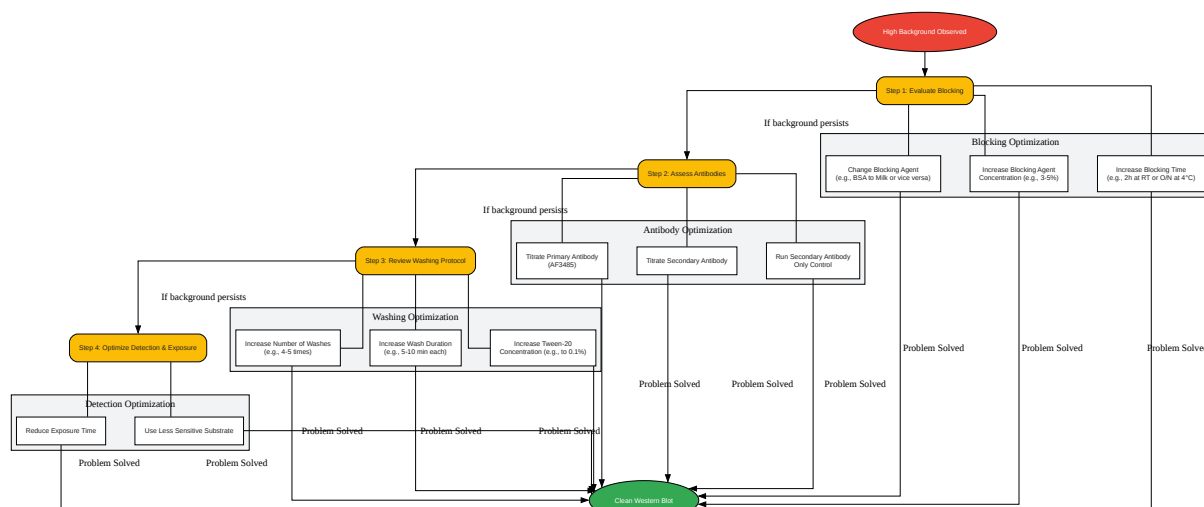 High Background Observed
Step 1: Evaluate Blocking
If background persists
Blocking Optimization
Change Blocking Agent
(e.g., BSA to Milk or vice versa)
Increase Blocking Agent
Concentration (e.g., 3-5%)
Increase Blocking Time
(e.g., 2h at RT or O/N at 4°C)
Step 2: Assess Antibodies
If background persists
Antibody Optimization
Titrate Primary Antibody
(AF3485)
Titrate Secondary Antibody
Run Secondary Antibody
Only Control
Step 3: Review Washing Protocol
If background persists
Washing Optimization
Increase Number of Washes
(e.g., 4-5 times)
Increase Wash Duration
(e.g., 5-10 min each)
Increase Tween-20
Concentration (e.g., to 0.1%)
Step 4: Optimize Detection & Exposure
Detection Optimization
Reduce Exposure Time
Use Less Sensitive Substrate
Problem Solved
Problem Solved
Problem Solved
Problem Solved
Problem Solved
Problem Solved
Problem Solved
Problem Solved
Problem Solved
Problem Solved
Problem Solved
Clean Western Blot